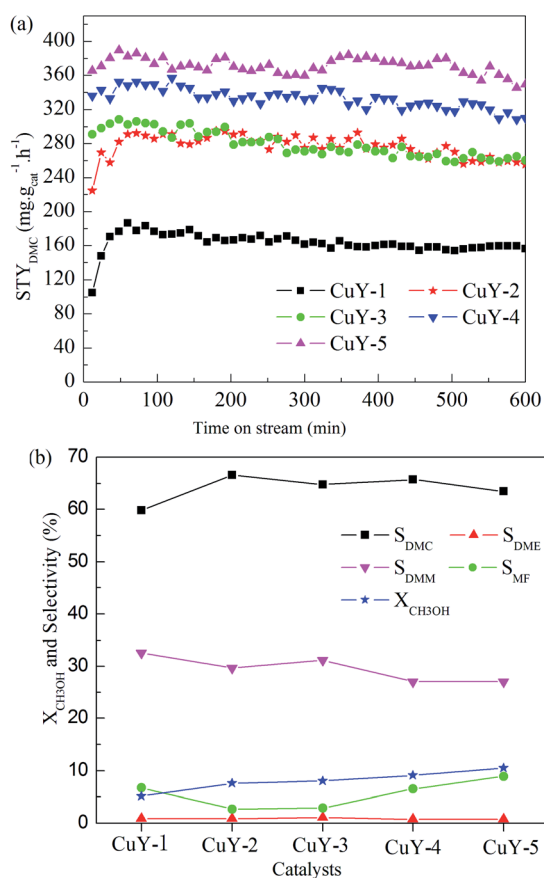 (a)
STY_DMC (mg.g_cat^-1.h^-1)
400
360
320
280
240
200
160
120
80
40
0
CuY-1 CuY-2
CuY-3 CuY-4
CuY-5
0 100 200 300 400 500 600
Time on stream (min)
(b)
X_CH3OH and Selectivity (%)
70
60
50
40
30
20
10
0
S_DMC S_DME
S_DMM S_MF
X_CH3OH
CuY-1 CuY-2 CuY-3 CuY-4 CuY-5
Catalysts